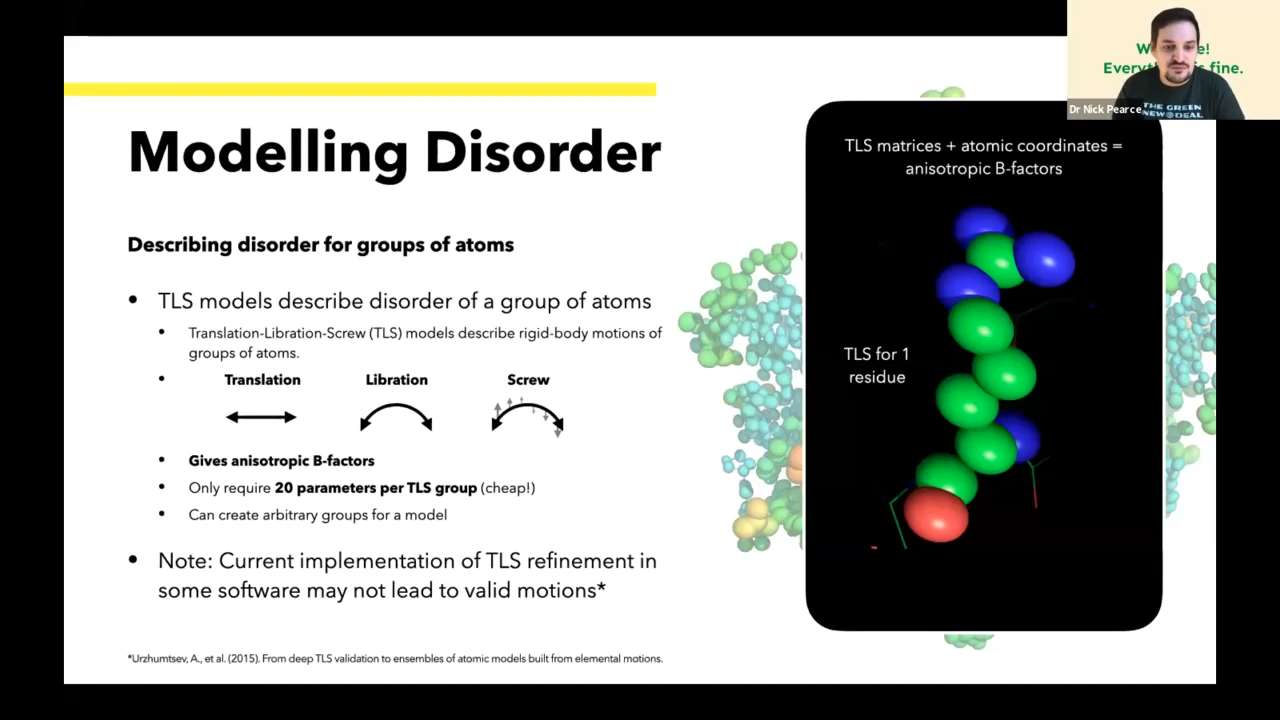 Modelling Disorder
Describing disorder for groups of atoms
• TLS models describe disorder of a group of atoms
• Translation-Libration-Screw (TLS) models describe rigid-body motions of
groups of atoms.
• Translation Libration Screw
• Gives anisotropic B-factors
• Only require 20 parameters per TLS group (cheap!)
• Can create arbitrary groups for a model
• Note: Current implementation of TLS refinement in
some software may not lead to valid motions*
*Urzhumtsev, A., et al. (2015). From deep TLS validation to ensembles of atomic models built from elemental motions.
TLS matrices + atomic coordinates =
anisotropic B-factors
TLS for 1
residue
fine.
Dr Nick Pearce
THE GREEN
NEW DEAL